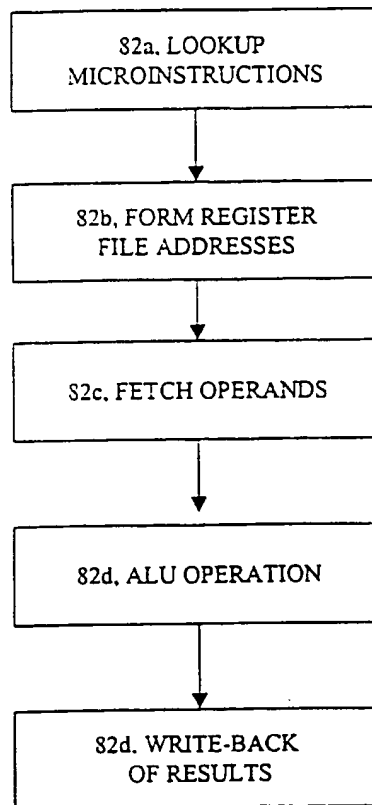 82a. LOOKUP
MICROINSTRUCTIONS
82b, FORM REGISTER
FILE ADDRESSES
82c. FETCH OPERANDS
82d, ALU OPERATION
82d. WRITE-BACK
OF RESULTS